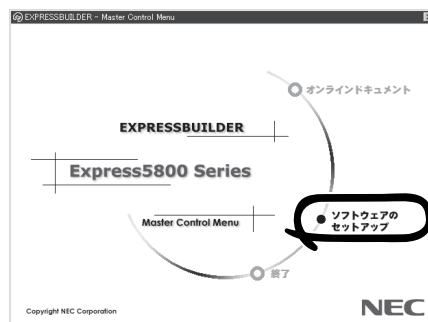 EXPRESSBUILDER - Master Control Menu
オンラインドキュメント
EXPRESSBUILDER
Express5800 Series
Master Control Menu
ソフトウェアの
セットアップ
終了
Copyright NEC Corporation
NEC